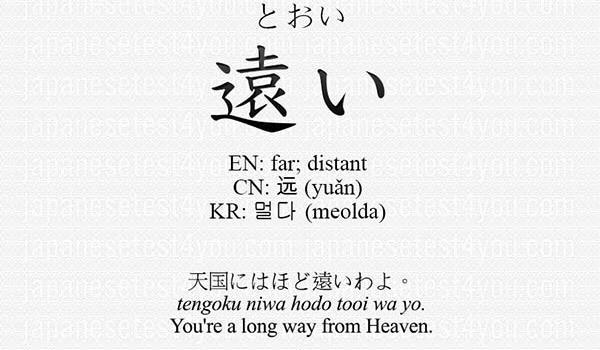 とおい
遠い
EN: far; distant
CN: 远 (yuǎn)
KR: 멀다 (meolda)
天国にはほど遠いわよ。
tengoku niwa hodo tooi wa yo.
You're a long way from Heaven.
japanesetest4you.com